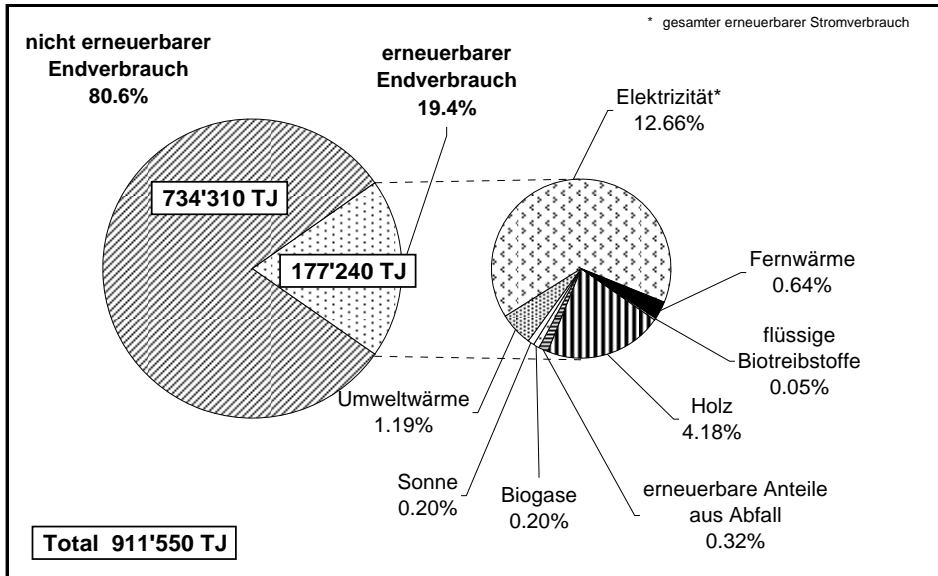 * gesamter erneuerbarer Stromverbrauch
nicht erneuerbarer
Endverbrauch
80.6%
erneuerbarer
Endverbrauch
19.4%
Elektrizität*
12.66%
734'310 TJ
177'240 TJ
Fernwärme
0.64%
flüssige
Biotreibstoffe
0.05%
Umweltwärme
1.19%
Holz
4.18%
Sonne
0.20%
Biogase
0.20%
erneuerbare Anteile
aus Abfall
0.32%
Total 911'550 TJ